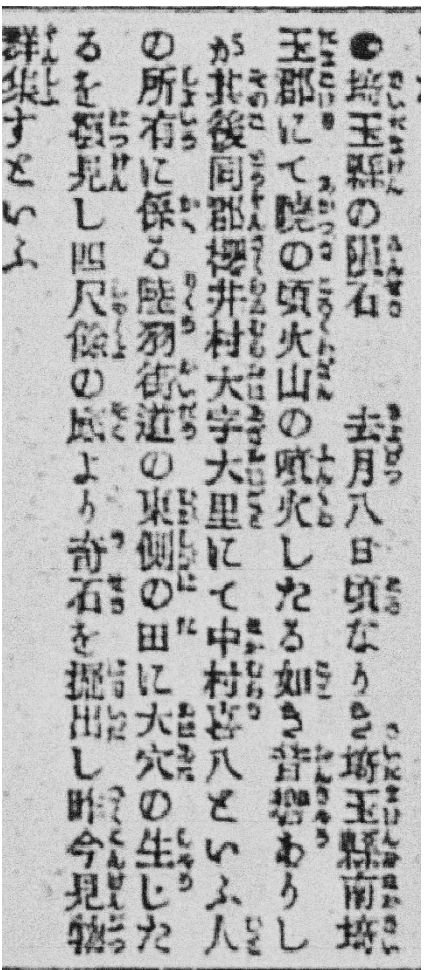 ●埼玉縣の隕石　去月八日頃なりき埼玉縣南埼
玉郡にて曉の頃火山の噴火したる如き音響ありし
が其後同郡櫻井村大字大里にて中村喜八といふ人
の所有に係る陸羽街道の東側の田に大穴の生じた
るを發見し四尺餘の底より奇石を掘出し昨今見物
群集すといふ